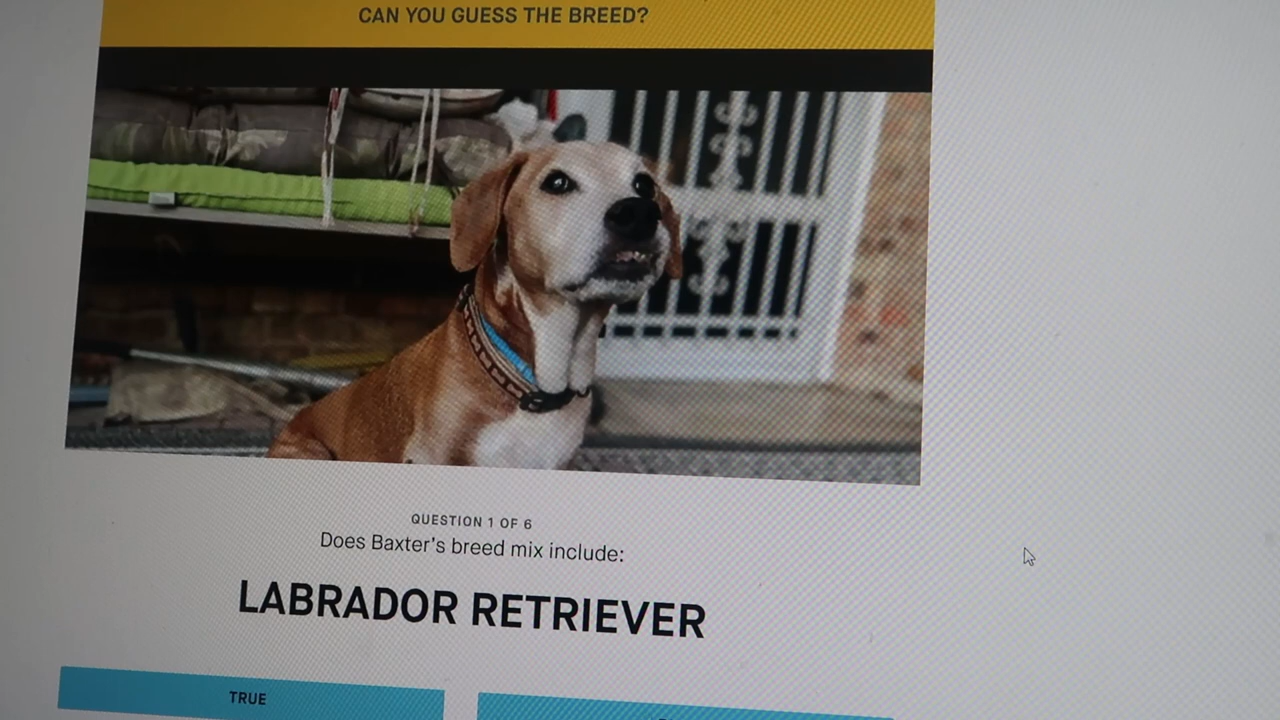 CAN YOU GUESS THE BREED?
QUESTION 1 OF 6
Does Baxter's breed mix include:
LABRADOR RETRIEVER
TRUE